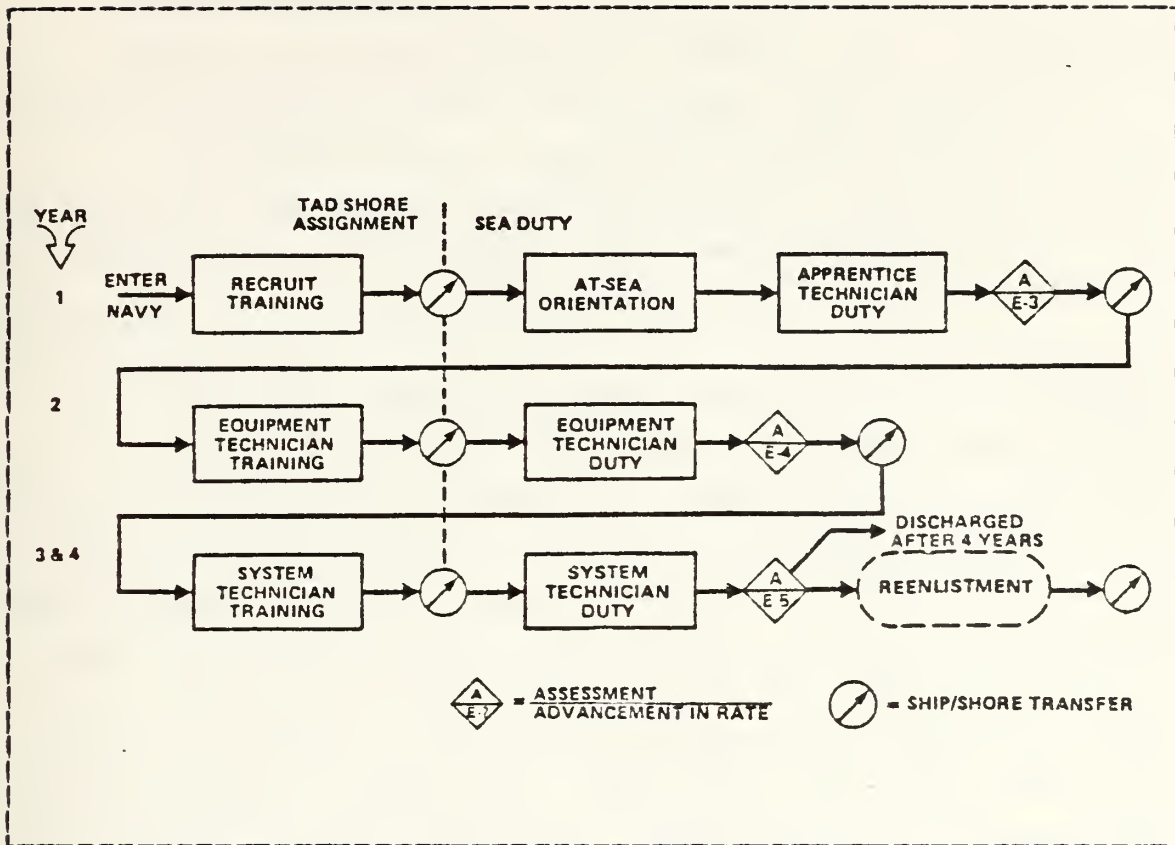 TAD SHORE
ASSIGNMENT
SEA DUTY
YEAR
1
ENTER
NAVY
RECRUIT
TRAINING
AT-SEA
ORIENTATION
APPRENTICE
TECHNICIAN
DUTY
A
E-3
2
EQUIPMENT
TECHNICIAN
TRAINING
EQUIPMENT
TECHNICIAN
DUTY
A
E-4
3 & 4
SYSTEM
TECHNICIAN
TRAINING
SYSTEM
TECHNICIAN
DUTY
A
E 5
DISCHARGED
AFTER 4 YEARS
REENLISTMENT
A
E-?
= ASSESSMENT
ADVANCEMENT IN RATE
= SHIP/SHORE TRANSFER